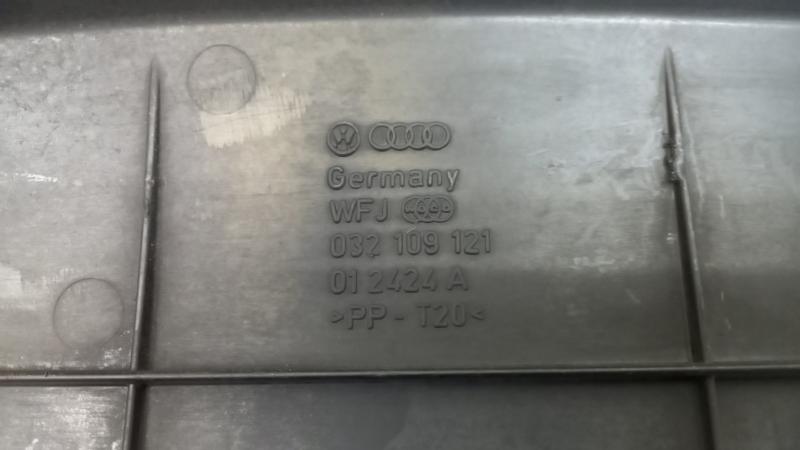 Germany
WFJ
032 109 121
01 2424 A
>PP-T20<